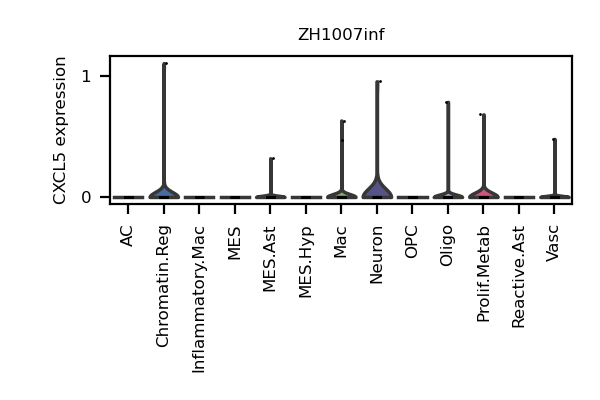 ZH1007inf
CXCL5 expression
1
0
AC
Chromatin.Reg
Inflammatory.Mac
MES
MES.Ast
MES.Hyp
Mac
Neuron
OPC
Oligo
Prolif.Metab
Reactive.Ast
Vasc